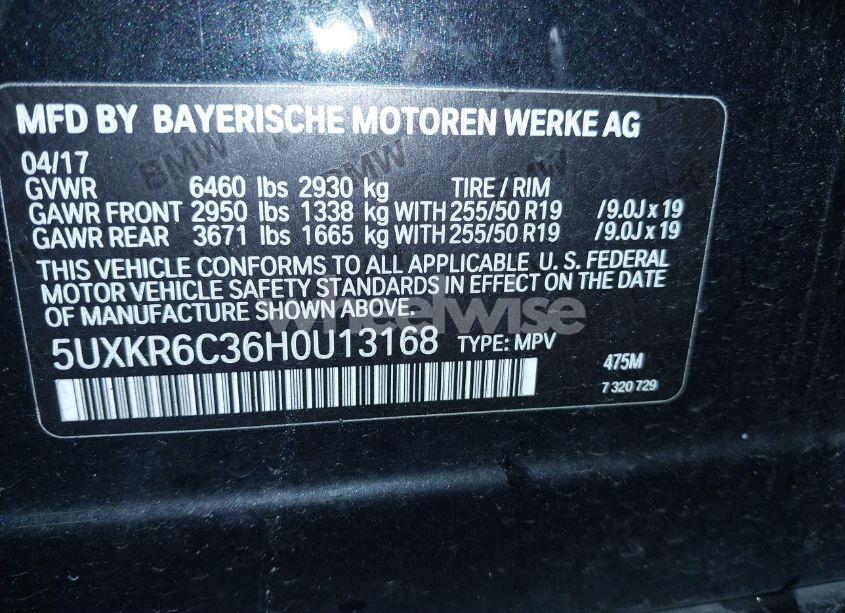 MFD BY BAYERISCHE MOTOREN WERKE AG
04/17
GVWR 6460 lbs 2930 kg TIRE / RIM
GAWR FRONT 2950 lbs 1338 kg WITH 255/50 R19 /9.0J x 19
GAWR REAR 3671 lbs 1665 kg WITH 255/50 R19 /9.0J x 19
THIS VEHICLE CONFORMS TO ALL APPLICABLE U. S. FEDERAL
MOTOR VEHICLE SAFETY STANDARDS IN EFFECT ON THE DATE
OF MANUFACTURE SHOWN ABOVE.
wheelwise
5UXKR6C36H0U13168 TYPE: MPV 475M
7 320 729
BMW
BMW